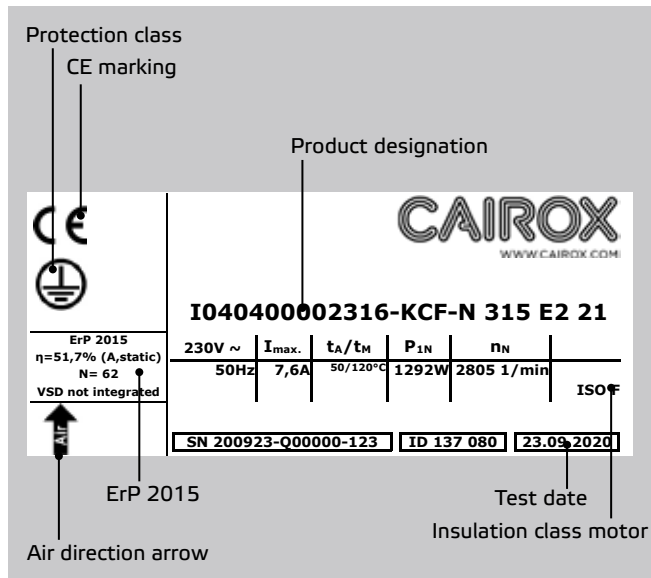 Protection class
CE marking
Product designation
CE
CAIROX
WWW.CAIROX.COM
I040400002316-KCF-N 315 E2 21
ErP 2015
η=51,7% (A,static)
N= 62
VSD not integrated
230V ~ Imax. tA/tM P1N nN
50Hz 7,6A 50/120°C 1292W 2805 1/min
ISO F
Air
SN 200923-Q00000-123 ID 137 080 23.09.2020
ErP 2015
Test date
Insulation class motor
Air direction arrow